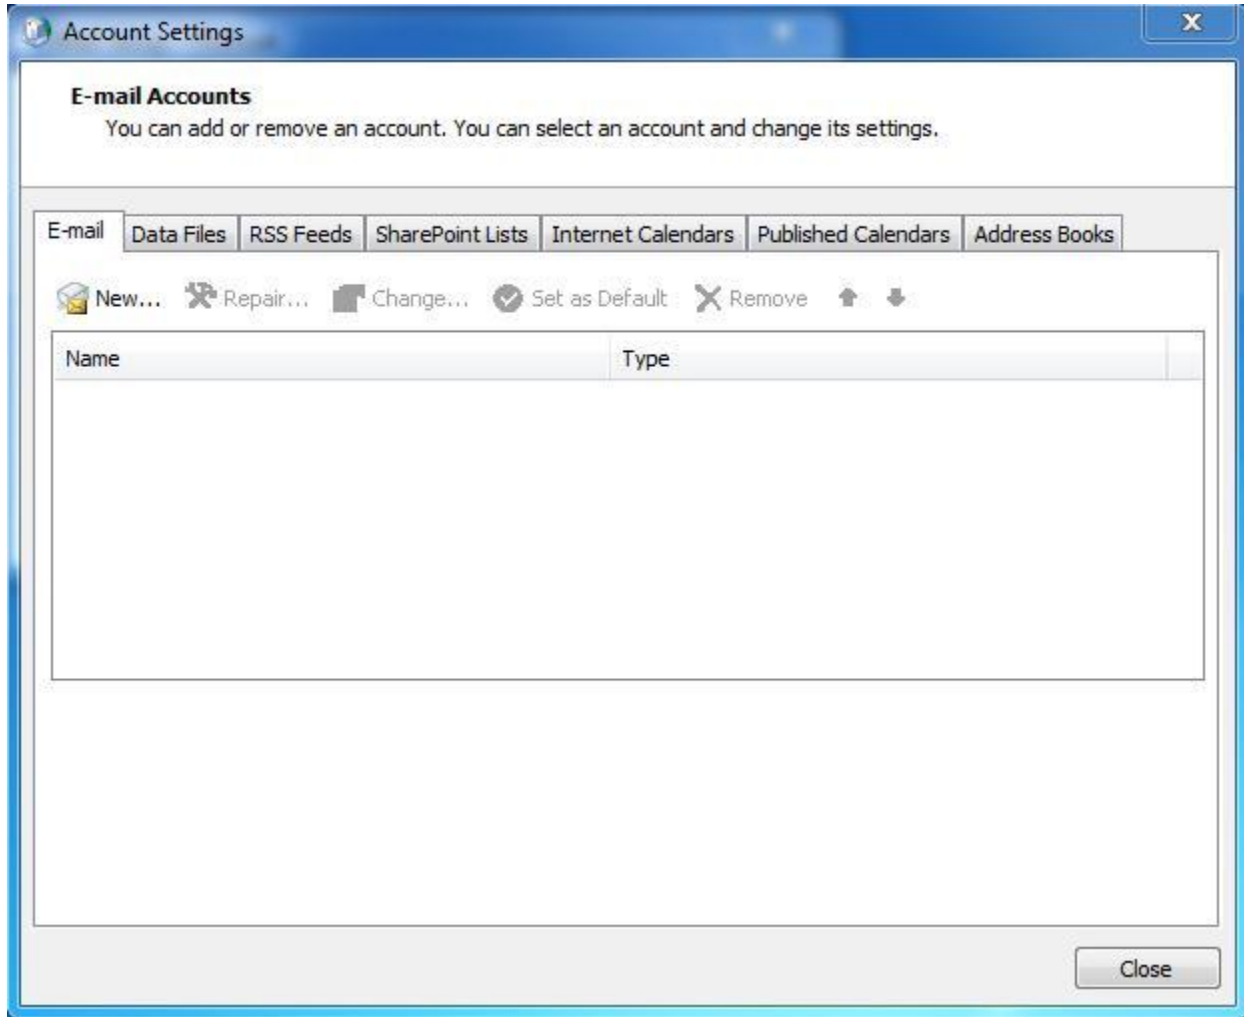 Account Settings
E-mail Accounts
You can add or remove an account. You can select an account and change its settings.
E-mail Data Files RSS Feeds SharePoint Lists Internet Calendars Published Calendars Address Books
New... Repair... Change... Set as Default Remove
Name Type
Close